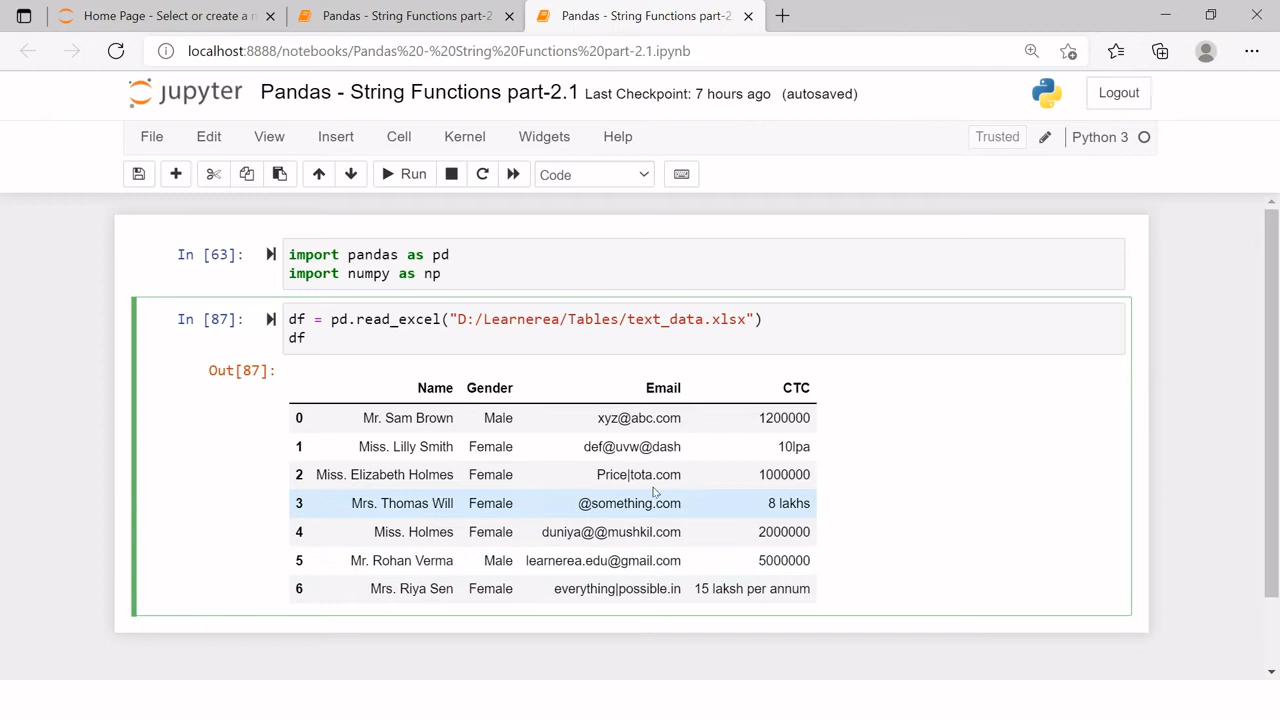 Home Page - Select or create a n
Pandas - String Functions part-2
Pandas - String Functions part-2.
localhost:8888/notebooks/Pandas%20-%20String%20Functions%20part-2.1.ipynb
jupyter Pandas - String Functions part-2.1 Last Checkpoint: 7 hours ago (autosaved)
Logout
File Edit View Insert Cell Kernel Widgets Help Trusted Python 3
Run Code
In [63]: import pandas as pd
import numpy as np
In [87]: df = pd.read_excel("D:/Learnerea/Tables/text_data.xlsx")
df
Out[87]:
Name Gender Email CTC
0 Mr. Sam Brown Male xyz@abc.com 1200000
1 Miss. Lilly Smith Female def@uvw@dash 10|pa
2 Miss. Elizabeth Holmes Female Price|tota.com 1000000
3 Mrs. Thomas Will Female @something.com 8 lakhs
4 Miss. Holmes Female duniya@@mushkil.com 2000000
5 Mr. Rohan Verma Male learnerea.edu@gmail.com 5000000
6 Mrs. Riya Sen Female everything|possible.in 15 laksh per annum